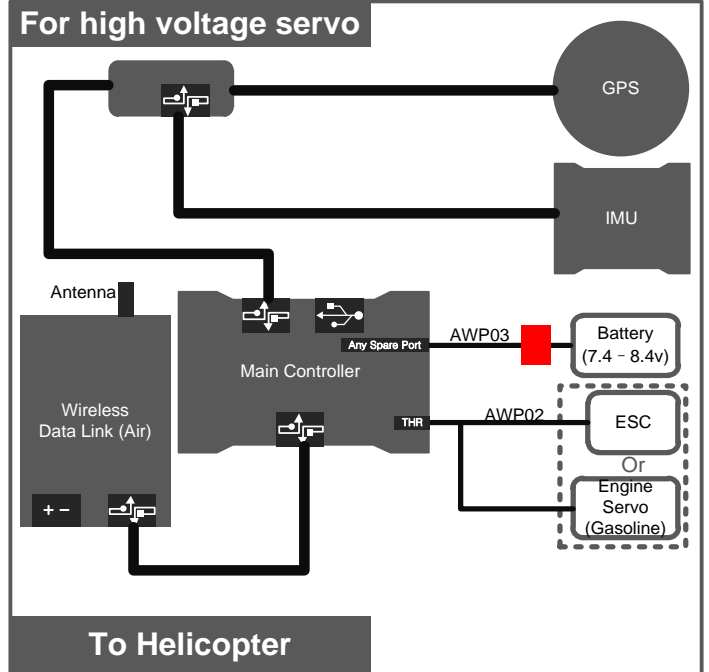 For high voltage servo
GPS
IMU
Antenna
Any Spare Port
AWP03
Battery
(7.4 - 8.4v)
Main Controller
Wireless
Data Link (Air)
THR
AWP02
ESC
Or
Engine
Servo
(Gasoline)
+ -
To Helicopter